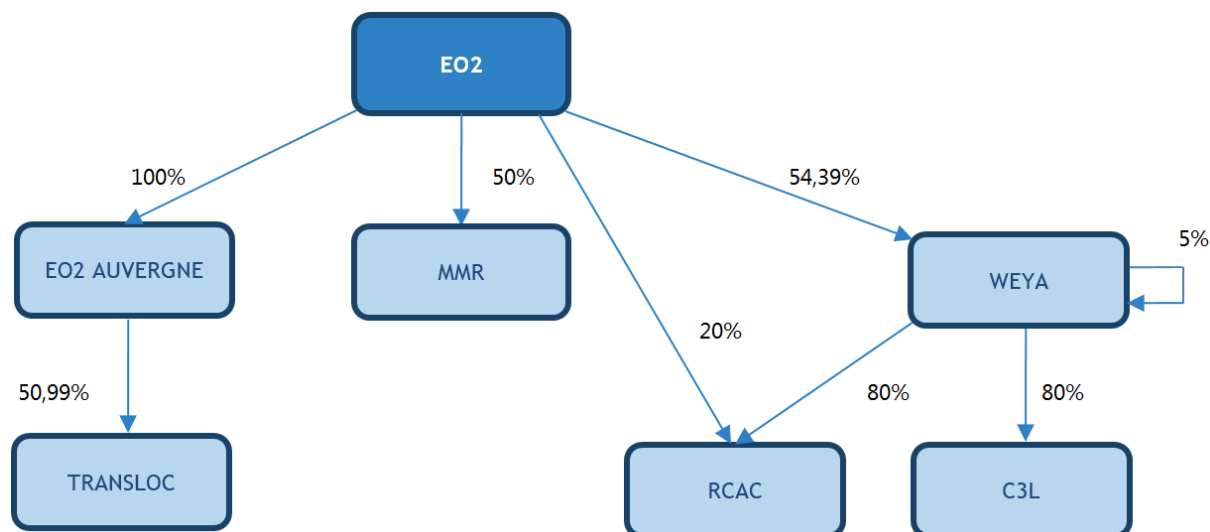 EO2
100%
50%
54,39%
5%
EO2 AUVERGNE
MMR
WEYA
20%
50,99%
80%
80%
TRANSLOC
RCAC
C3L